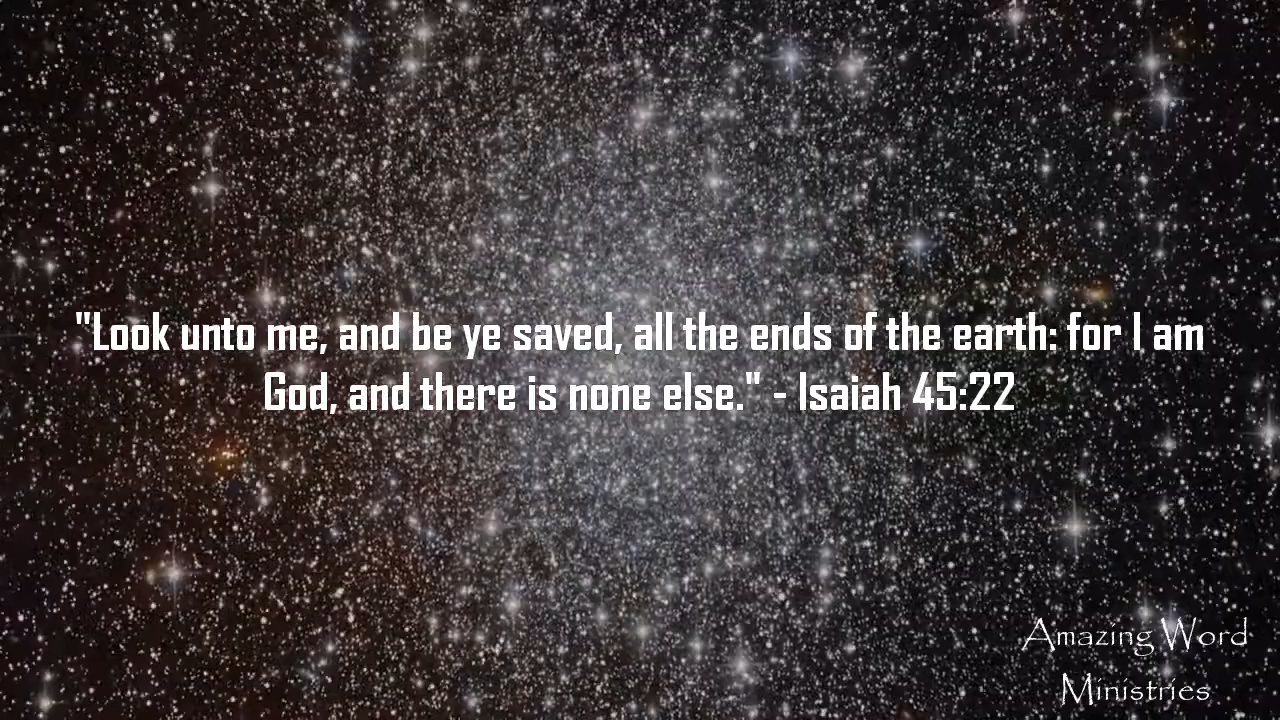 "Look unto me, and be ye saved, all the ends of the earth: for I am
God, and there is none else." - Isaiah 45:22
Amazing Word
Ministries